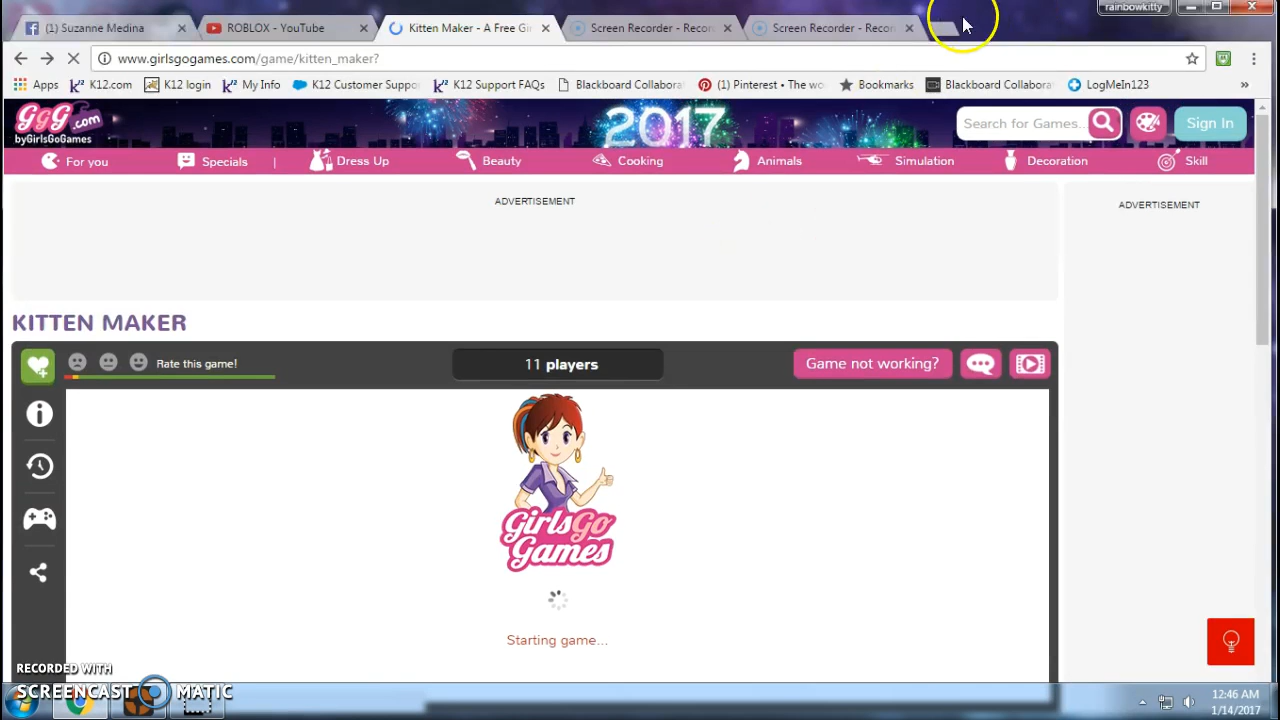 rainbowkitty
(1) Suzanne Medina
ROBLOX - YouTube
Kitten Maker - A Free Gi
Screen Recorder - Recor
Screen Recorder - Recor
www.girlsgogames.com/game/kitten_maker?
Apps K12.com K12 login My Info K12 Customer Suppo K12 Support FAQs Blackboard Collabora (1) Pinterest • The wo Bookmarks Blackboard Collabora LogMeIn123 »
GGG.com
byGirlsGoGames
2017
Search for Games...
Sign In
For you Specials | Dress Up Beauty Cooking Animals Simulation Decoration Skill
ADVERTISEMENT
ADVERTISEMENT
KITTEN MAKER
Rate this game!
11 players
Game not working?
GirlsGo
Games
Starting game...
RECORDED WITH
SCREENCAST MATIC
12:46 AM
1/14/2017